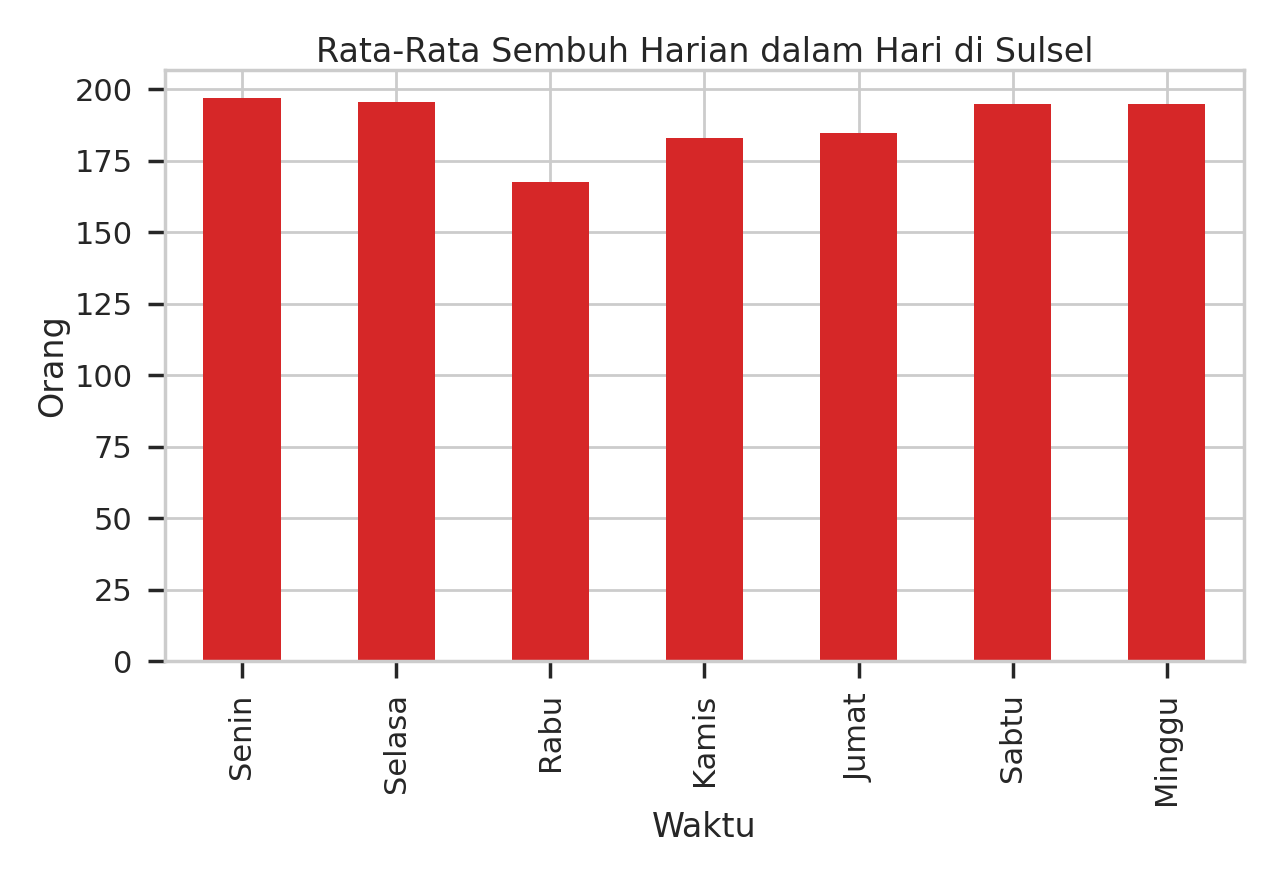 Rata-Rata Sembuh Harian dalam Hari di Sulsel
200
175
150
125
100
75
50
25
0
Orang
Senin
Selasa
Rabu
Kamis
Jumat
Sabtu
Minggu
Waktu